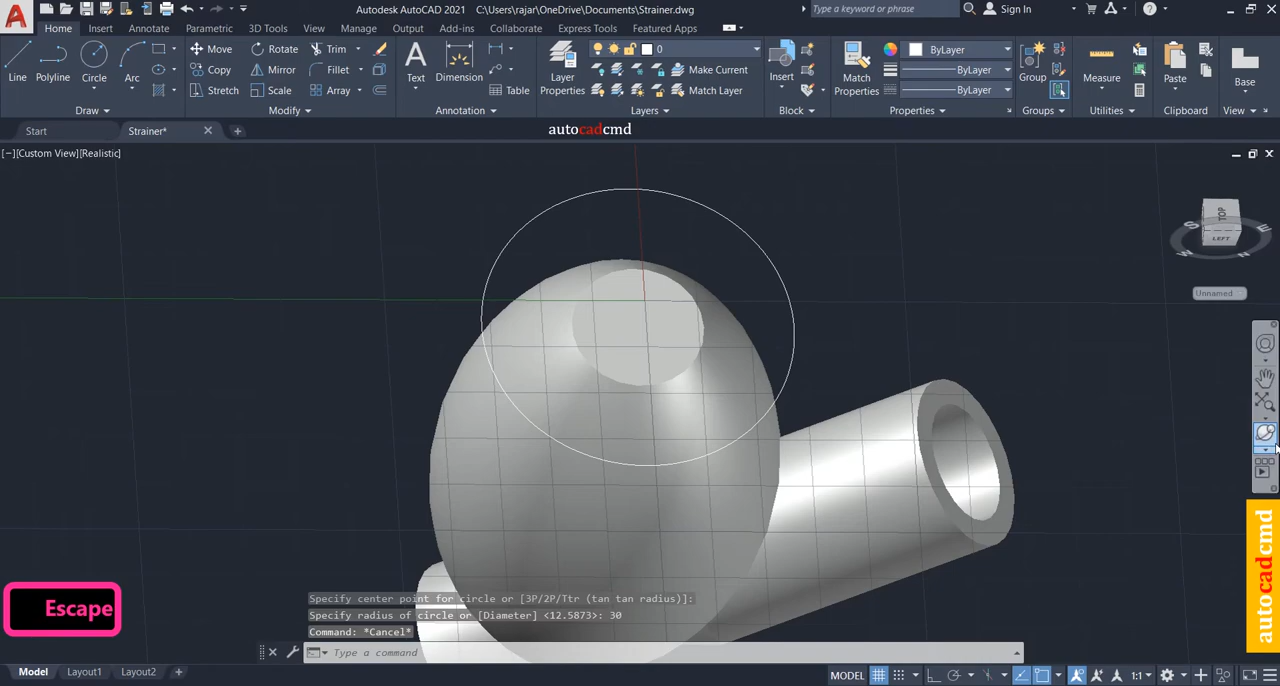 Autodesk AutoCAD 2021 C:\Users\rajar\OneDrive\Documents\Strainer.dwg
Type a keyword or phrase
Sign In
Home Insert Annotate Parametric 3D Tools View Manage Output Add-ins Collaborate Express Tools Featured Apps
Line
Polyline
Circle
Arc
Move
Rotate
Trim
Copy
Mirror
Fillet
Stretch
Scale
Array
Text
Dimension
Table
Layer
Properties
0
Make Current
Match Layer
Insert
Match
Properties
ByLayer
ByLayer
ByLayer
Group
Measure
Paste
Base
Draw
Modify
Annotation
Layers
Block
Properties
Groups
Utilities
Clipboard
View
Start
Strainer*
autocadcmd
[−][Custom View][Realistic]
TOP
LEFT
S
E
W
N
Unnamed
autocadcmd
Escape
Specify center point for circle or [3P/2P/Ttr (tan tan radius)]:
Specify radius of circle or [Diameter] <12.5873>: 30
Command: *Cancel*
Type a command
Model Layout1 Layout2
MODEL
1:1